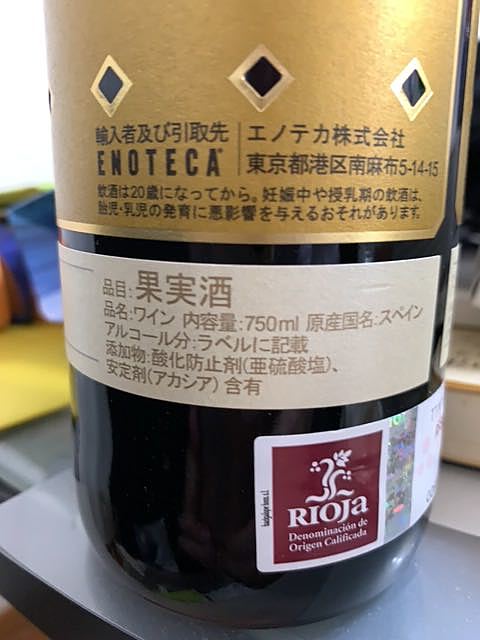 輸入者及び引取先
ENOTECA
エノテカ株式会社
東京都港区南麻布5-14-15
飲酒は20歳になってから。妊娠中や授乳期の飲酒は、
胎児・乳児の発育に悪影響を与えるおそれがあります。
品目:果実酒
品名:ワイン 内容量:750ml 原産国名:スペイン
アルコール分:ラベルに記載
添加物:酸化防止剤(亜硫酸塩)、
安定剤(アカシア)含有
RIOJa
Denominación de
Origen Calificada